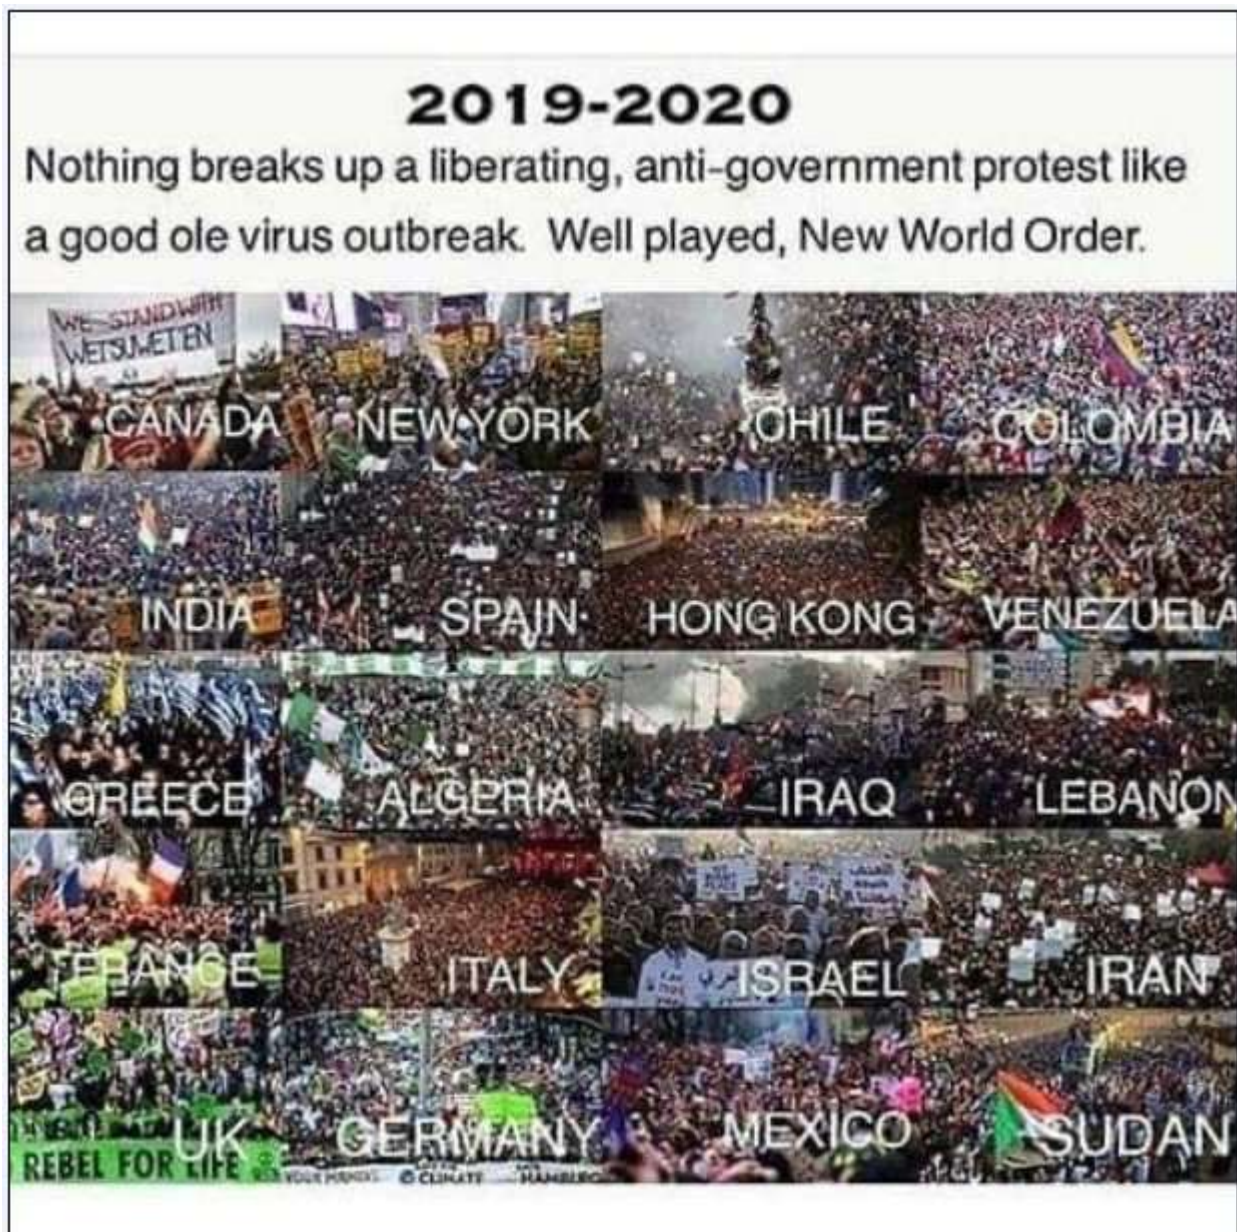 2019-2020
Nothing breaks up a liberating, anti-government protest like
a good ole virus outbreak. Well played, New World Order.
WE STAND WITH
WETSUWETEN
CANADA
NEW YORK
CHILE
COLOMBIA
INDIA
SPAIN
HONG KONG
VENEZUELA
GREECE
ALGERIA
IRAQ
LEBANON
FRANCE
ITALY
ISRAEL
IRAN
UK
GERMANY
MEXICO
SUDAN
REBEL FOR LIFE
CLIMATE